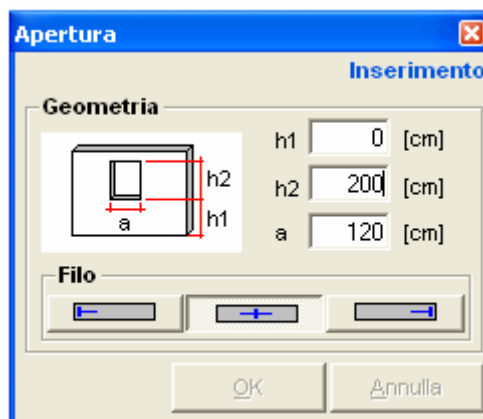 Apertura
Inserimento
Geometria
h1 0 [cm]
h2 200 [cm]
a 120 [cm]
h2
h1
a
Filo
OK Annulla